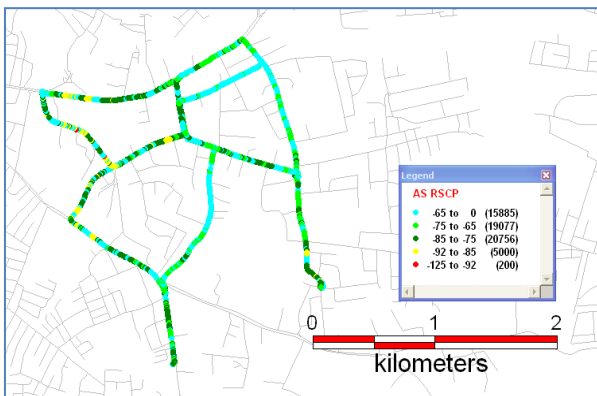 Legend
AS RSCP
-65 to 0 (15885)
-75 to -65 (19077)
-85 to -75 (20756)
-92 to -85 (5000)
-125 to -92 (200)
0 1 2
kilometers